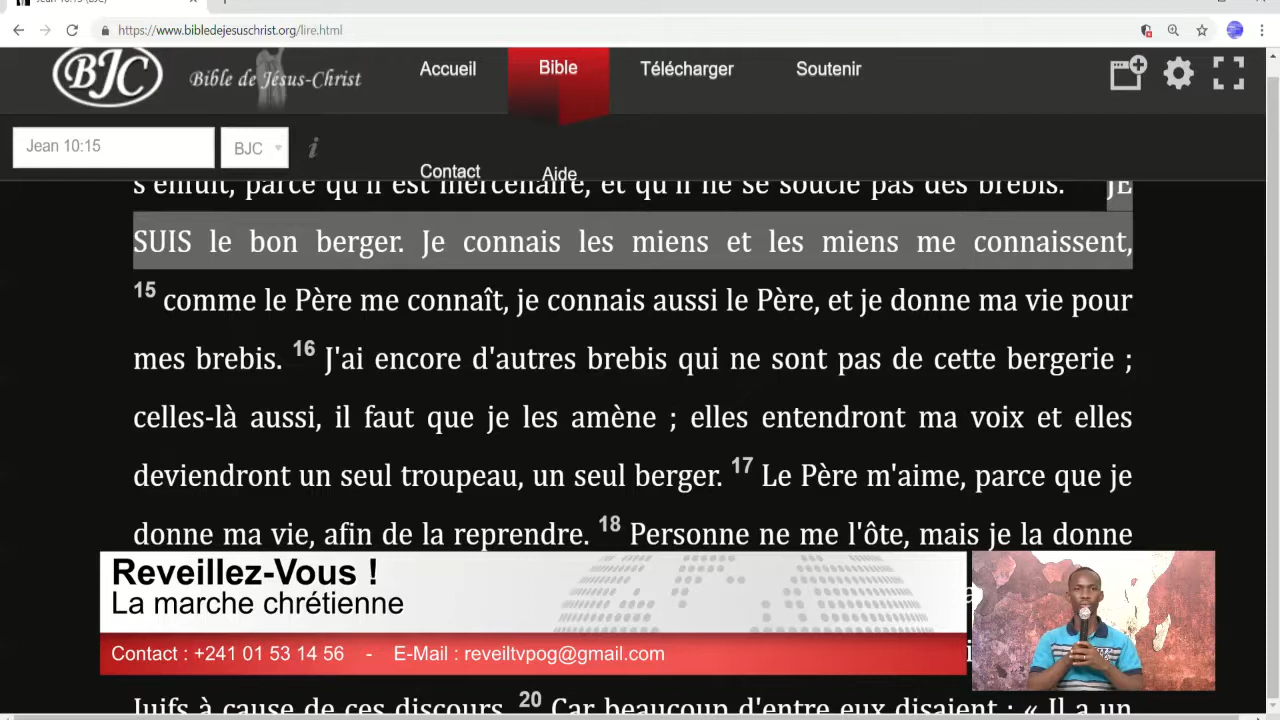 Jean 10:15 (BJC)
https://www.bibledejesuschrist.org/lire.html
BJC
Bible de Jésus-Christ
Accueil
Bible
Télécharger
Soutenir
Jean 10:15
BJC
i
Contact
Aide
s'enfuit, parce qu'il est mercenaire, et qu'il ne se soucie pas des brebis. JE
SUIS le bon berger. Je connais les miens et les miens me connaissent,
15 comme le Père me connaît, je connais aussi le Père, et je donne ma vie pour
mes brebis. 16 J'ai encore d'autres brebis qui ne sont pas de cette bergerie ;
celles-là aussi, il faut que je les amène ; elles entendront ma voix et elles
deviendront un seul troupeau, un seul berger. 17 Le Père m'aime, parce que je
donne ma vie, afin de la reprendre. 18 Personne ne me l'ôte, mais je la donne
Reveillez-Vous !
La marche chrétienne
Contact : +241 01 53 14 56 - E-Mail : reveiltvpog@gmail.com
Juifs à cause de ces discours. 20 Car beaucoup d'entre eux disaient : « Il a un